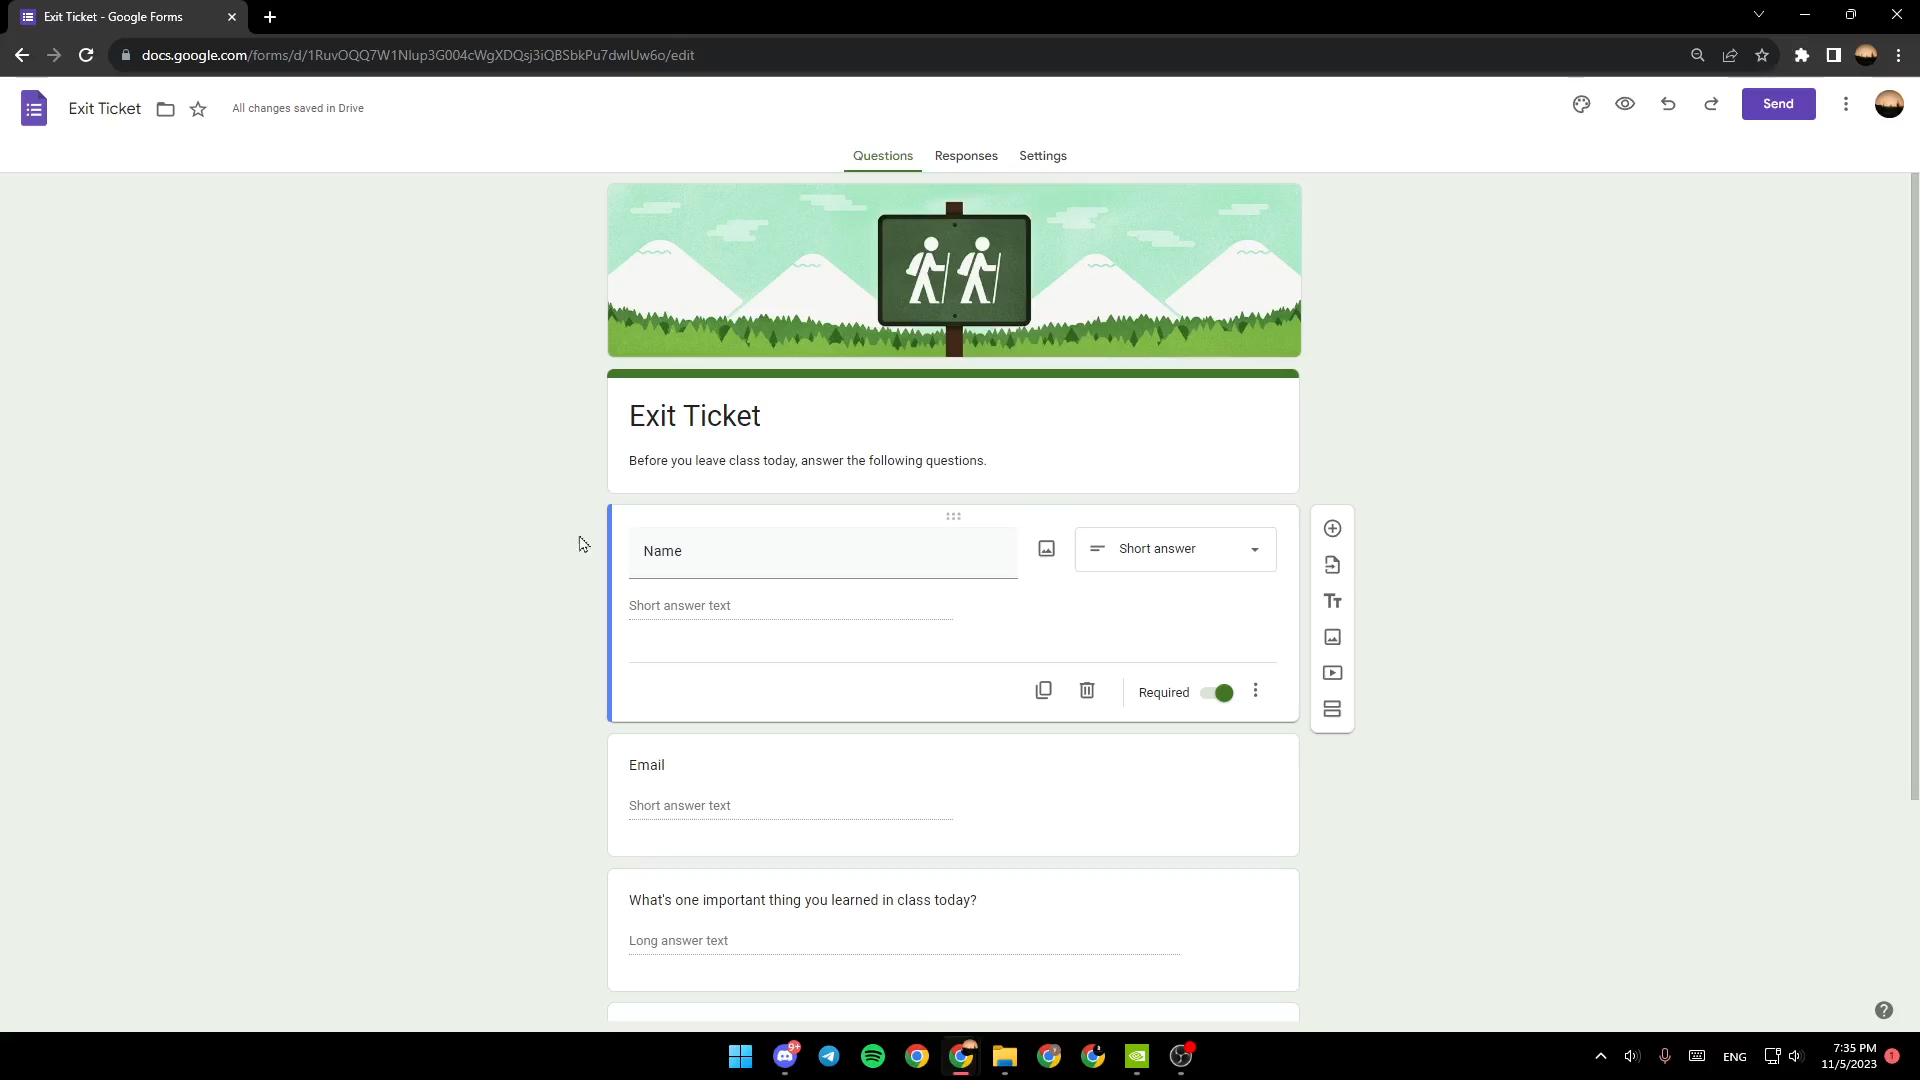 Exit Ticket - Google Forms
docs.google.com/forms/d/1RuvOQQ7W1Nlup3G004cWgXDQsj3iQBSbkPu7dwlUw6o/edit
Exit Ticket
All changes saved in Drive
Send
Questions
Responses
Settings
Exit Ticket
Before you leave class today, answer the following questions.
Name
Short answer
Short answer text
Required
Email
Short answer text
What's one important thing you learned in class today?
Long answer text
9+
ENG
7:35 PM
11/5/2023
1